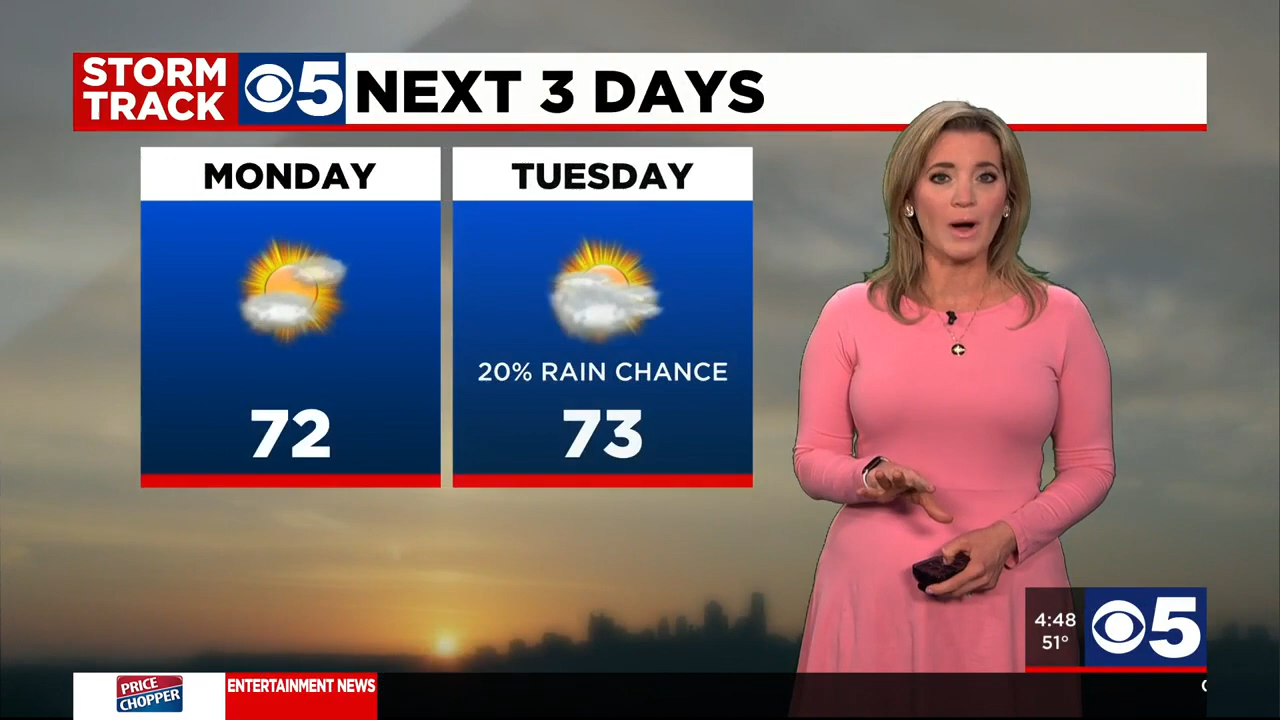 STORM
TRACK
5
NEXT 3 DAYS
MONDAY
72
TUESDAY
20% RAIN CHANCE
73
4:48
51°
5
PRICE
CHOPPER
ENTERTAINMENT NEWS